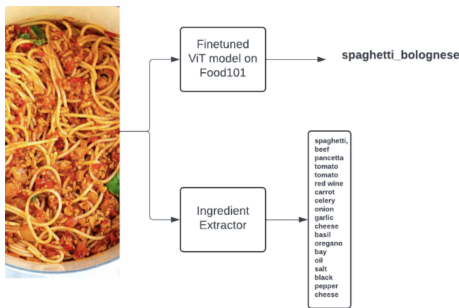 Finetuned
ViT model on
Food101
spaghetti_bolognese
Ingredient
Extractor
spaghetti,
beef
pancetta
tomato
tomato
red wine
carrot
celery
onion
garlic
cheese
basil
oregano
bay
oil
salt
black
pepper
cheese